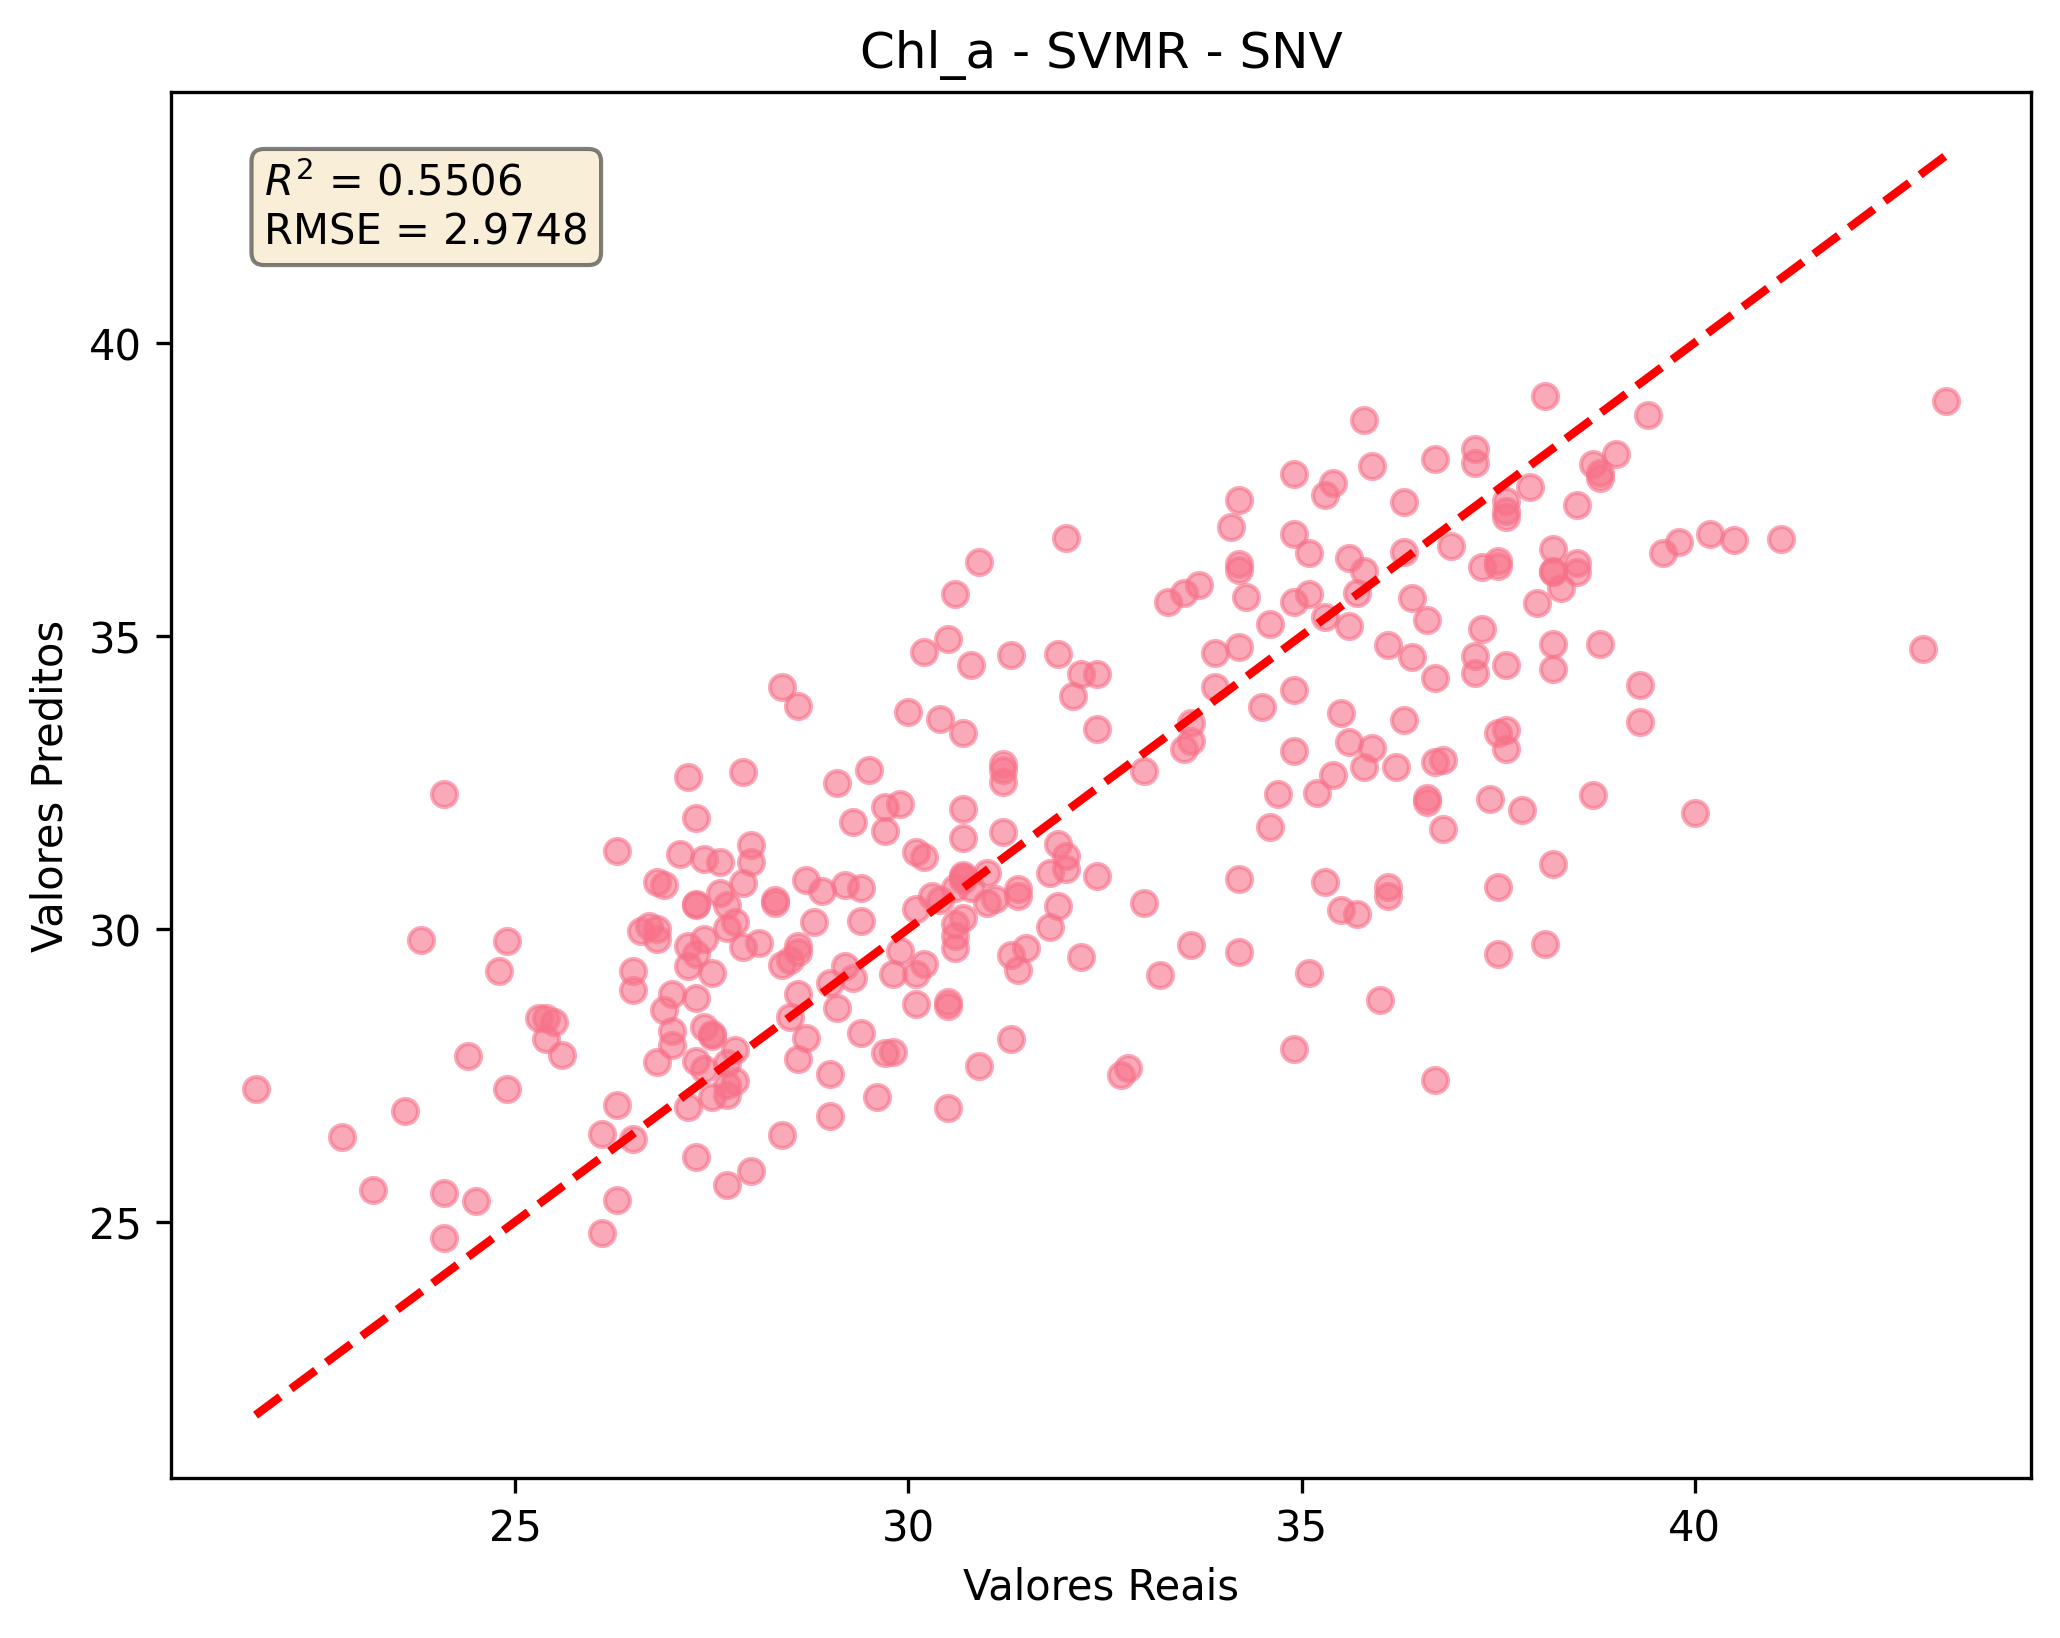 Chl_a - SVMR - SNV
R² = 0.5506
RMSE = 2.9748
Valores Preditos
40
35
30
25
25 30 35 40
Valores Reais